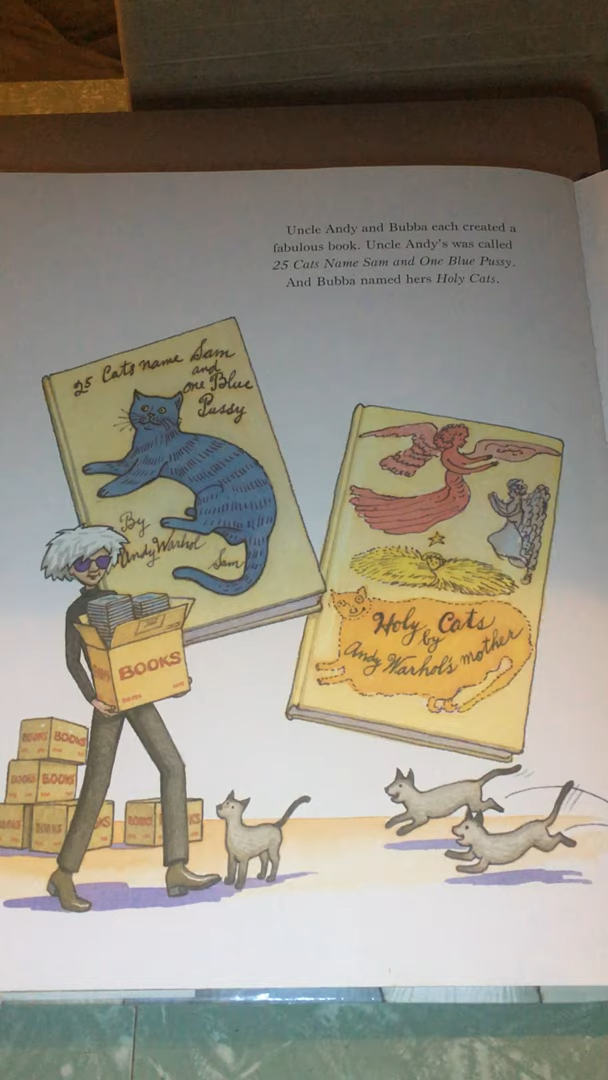 Uncle Andy and Bubba each created a
fabulous book. Uncle Andy's was called
25 Cats Name Sam and One Blue Pussy.
And Bubba named hers Holy Cats.
25 Cats name Sam
and
one Blue
Pussy
By
Andy Warhol
Sam
Holy Cats
by
Andy Warhol's mother
BOOKS
BOOKS
BOOKS
BOOKS
BOOKS